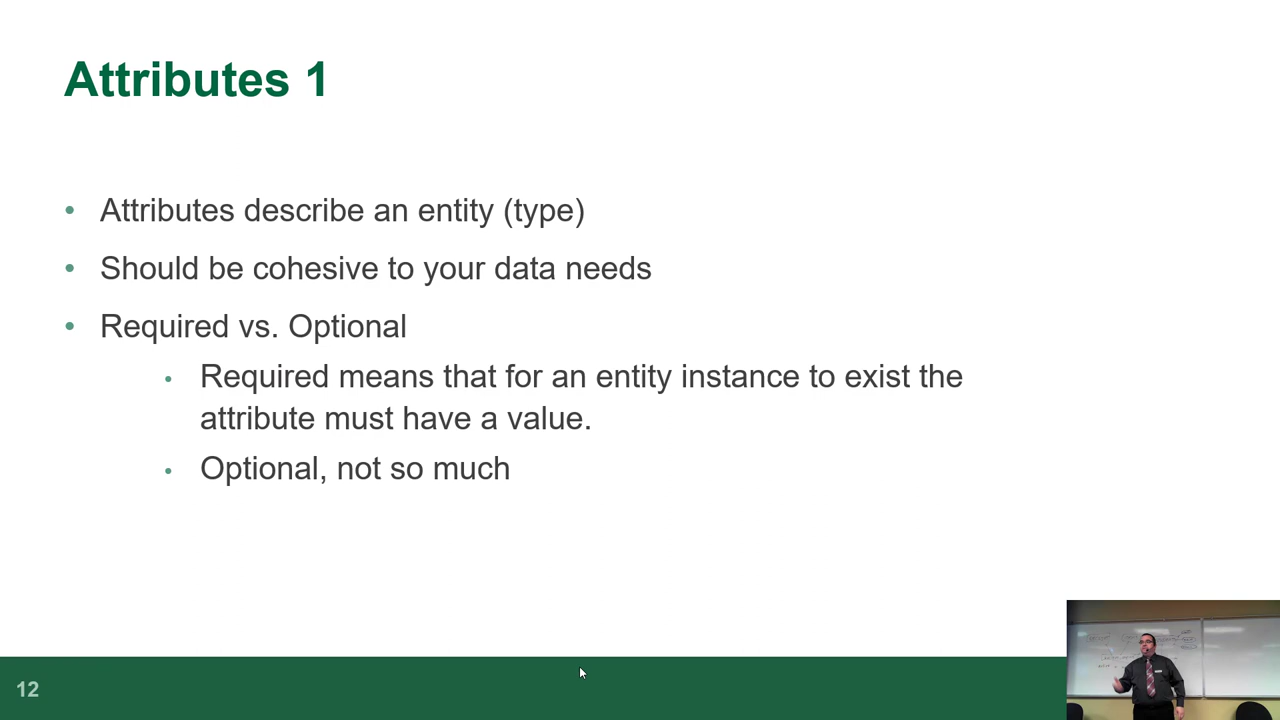 Attributes 1
• Attributes describe an entity (type)
• Should be cohesive to your data needs
• Required vs. Optional
• Required means that for an entity instance to exist the
attribute must have a value.
• Optional, not so much
12